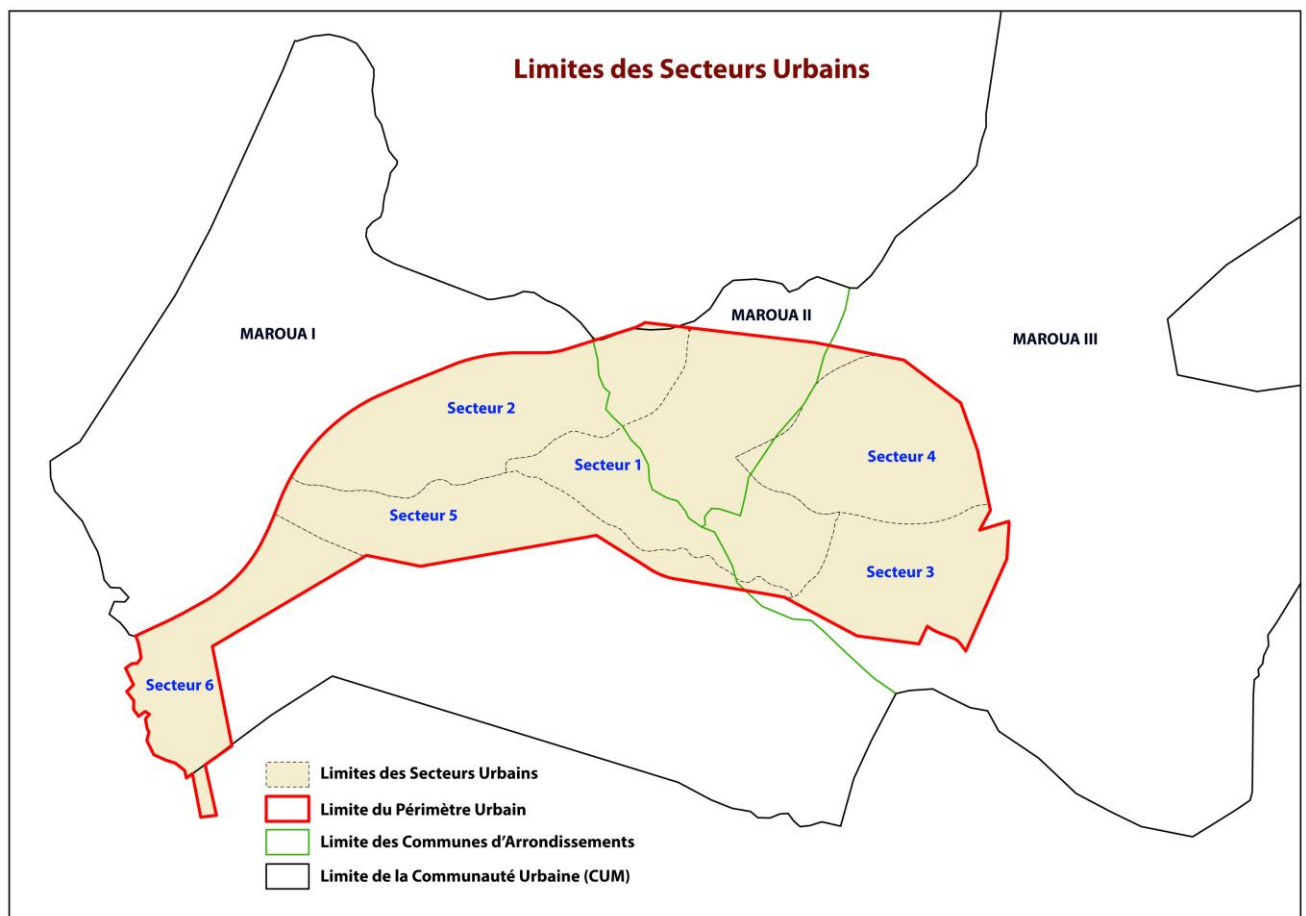 Limites des Secteurs Urbains
MAROUA II
MAROUA I
MAROUA III
Secteur 2
Secteur 4
Secteur 1
Secteur 5
Secteur 3
Secteur 6
Limites des Secteurs Urbains
Limite du Périmètre Urbain
Limite des Communes d'Arrondissements
Limite de la Communauté Urbaine (CUM)